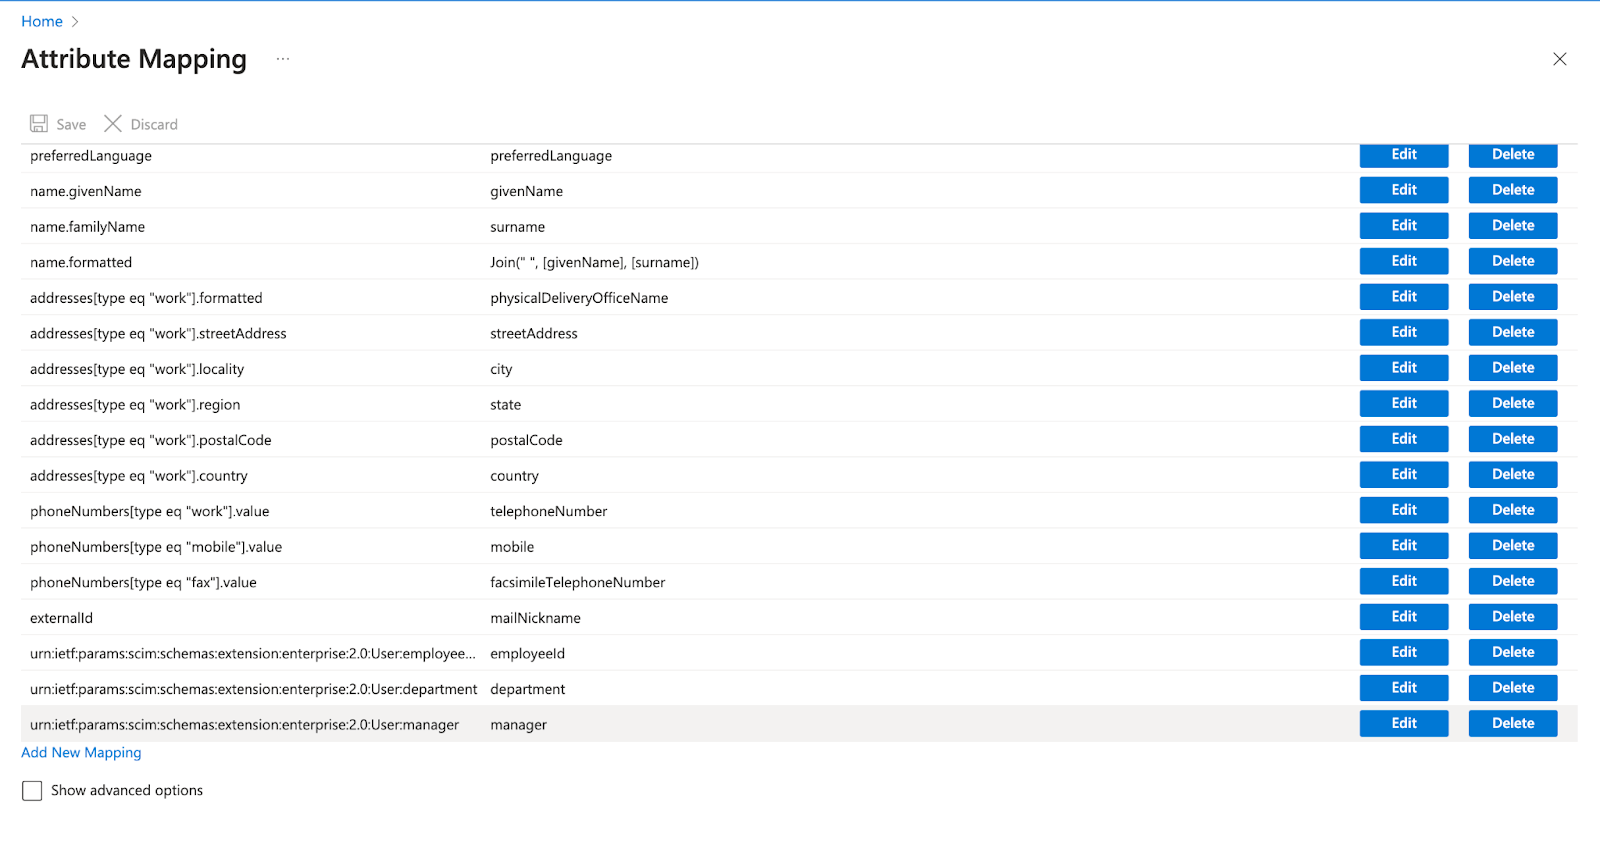 Home >
Attribute Mapping ...
Save Discard
preferredLanguage preferredLanguage Edit Delete
name.givenName givenName Edit Delete
name.familyName surname Edit Delete
name.formatted Join(" ", [givenName], [surname]) Edit Delete
addresses[type eq "work"].formatted physicalDeliveryOfficeName Edit Delete
addresses[type eq "work"].streetAddress streetAddress Edit Delete
addresses[type eq "work"].locality city Edit Delete
addresses[type eq "work"].region state Edit Delete
addresses[type eq "work"].postalCode postalCode Edit Delete
addresses[type eq "work"].country country Edit Delete
phoneNumbers[type eq "work"].value telephoneNumber Edit Delete
phoneNumbers[type eq "mobile"].value mobile Edit Delete
phoneNumbers[type eq "fax"].value facsimileTelephoneNumber Edit Delete
externalId mailNickname Edit Delete
urn:ietf:params:scim:schemas:extension:enterprise:2.0:User:employee... employeeId Edit Delete
urn:ietf:params:scim:schemas:extension:enterprise:2.0:User:department department Edit Delete
urn:ietf:params:scim:schemas:extension:enterprise:2.0:User:manager manager Edit Delete
Add New Mapping
Show advanced options